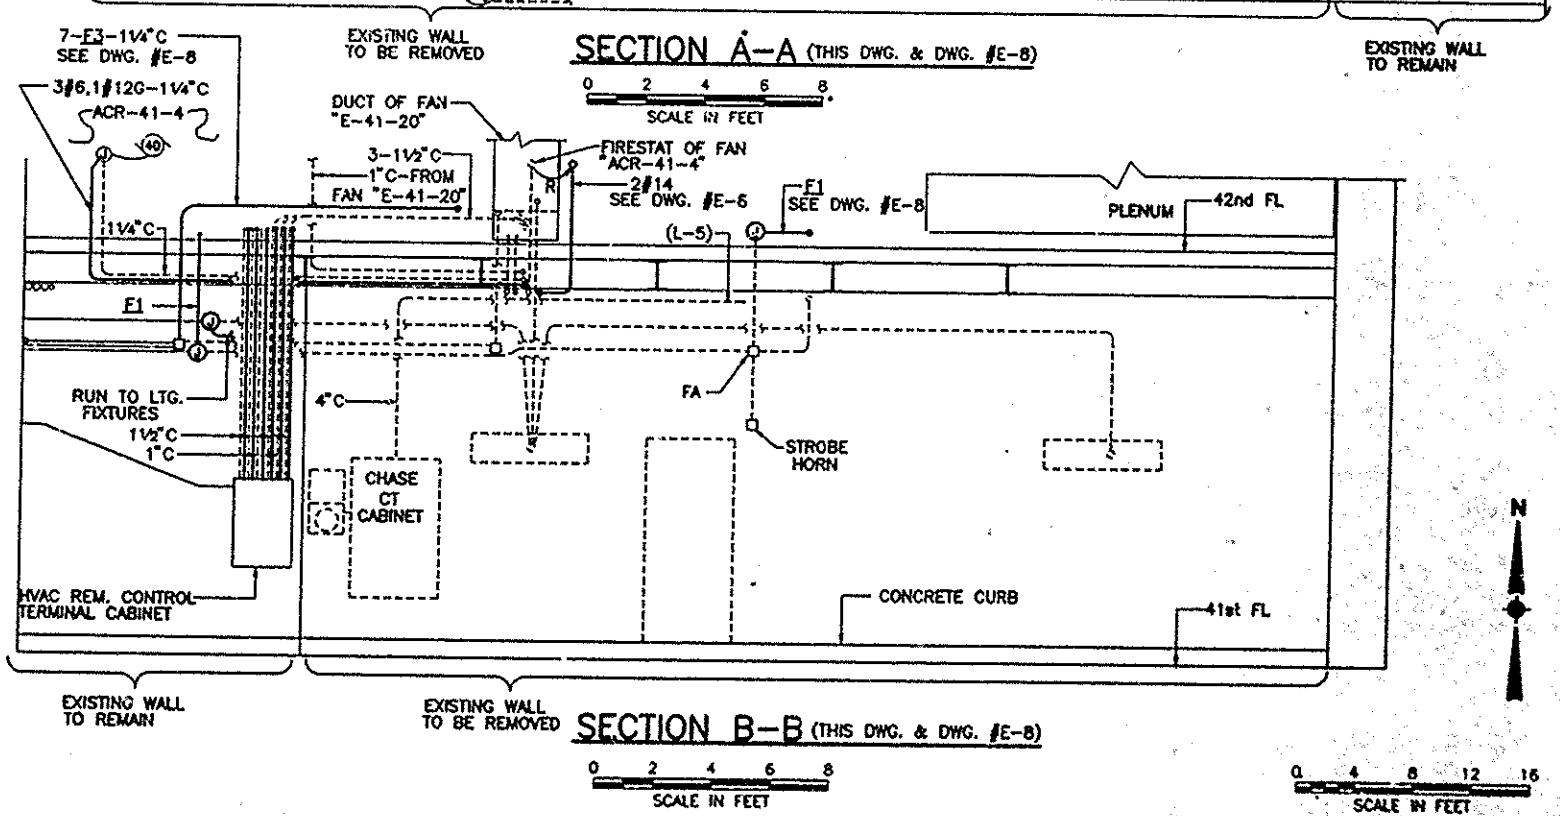 7-F3-1¼"C
SEE DWG. #E-8
EXISTING WALL
TO BE REMOVED
SECTION A-A (THIS DWG. & DWG. #E-8)
EXISTING WALL
TO REMAIN
0 2 4 6 8
SCALE IN FEET
3#6,1#12G-1¼"C
ACR-41-4
J
40
DUCT OF FAN
"E-41-20"
3-1½"C
1"C-FROM
FAN "E-41-20"
FIRESTAT OF FAN
"ACR-41-4"
R
2#14
SEE DWG. #E-6
F1
SEE DWG. #E-8
J
PLENUM
42nd FL
1¼"C
(L-5)
F1
J
J
RUN TO LTG.
FIXTURES
1½"C
1"C
4"C
FA
STROBE
HORN
CHASE
CT
CABINET
N
HVAC REM. CONTROL
TERMINAL CABINET
CONCRETE CURB
41st FL
EXISTING WALL
TO REMAIN
EXISTING WALL
TO BE REMOVED
SECTION B-B (THIS DWG. & DWG. #E-8)
0 2 4 6 8
SCALE IN FEET
0 4 8 12 16
SCALE IN FEET